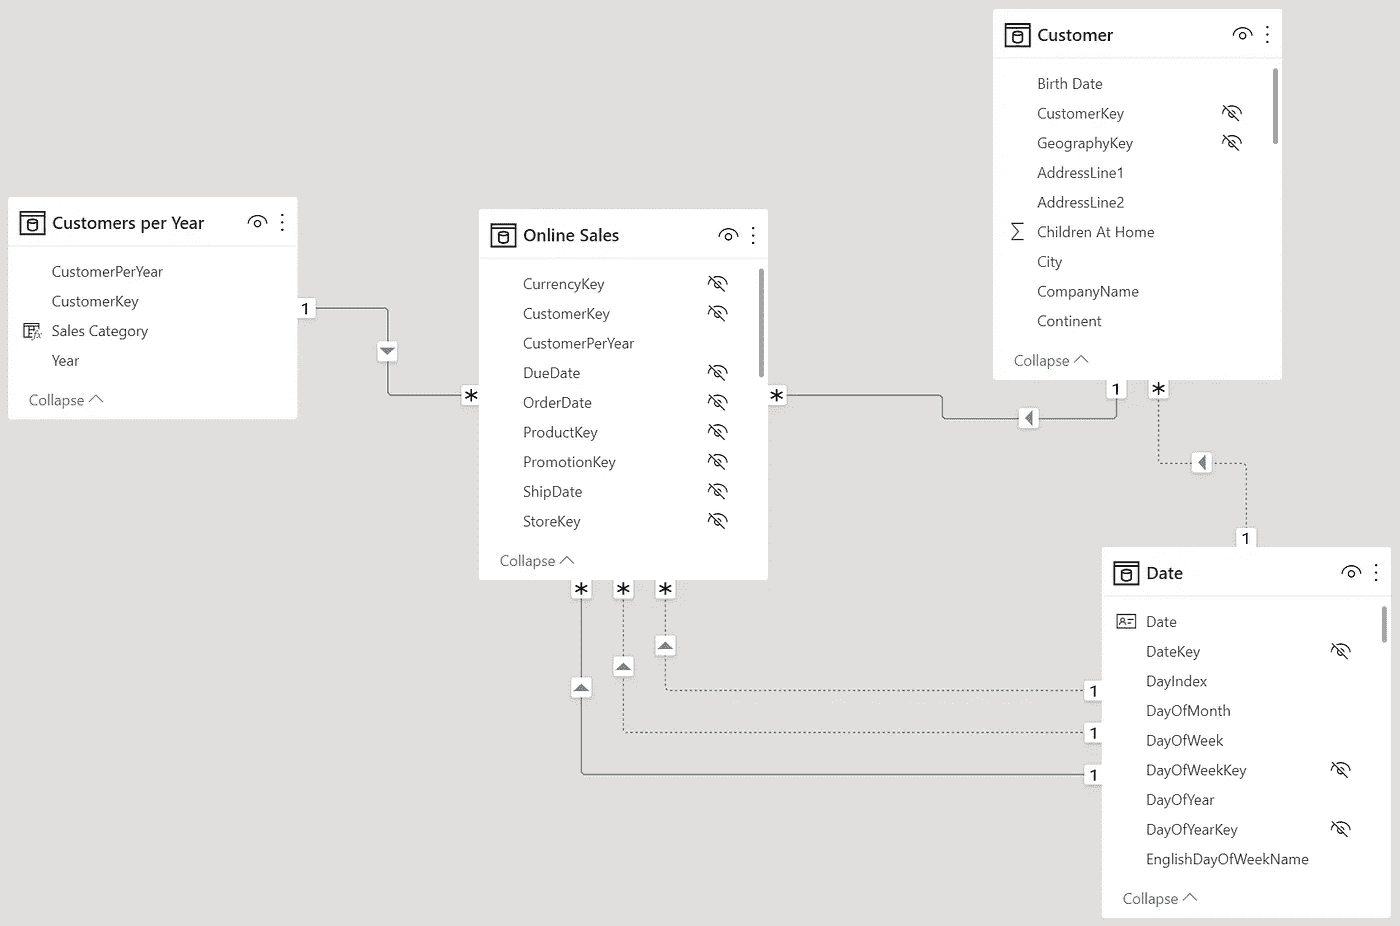 Customers per Year
CustomerPerYear
CustomerKey
Sales Category
Year
Collapse
1
*
Online Sales
CurrencyKey
CustomerKey
CustomerPerYear
DueDate
OrderDate
ProductKey
PromotionKey
ShipDate
StoreKey
Collapse
*
* * *
Customer
Birth Date
CustomerKey
GeographyKey
AddressLine1
AddressLine2
Children At Home
City
CompanyName
Continent
Collapse
1 *
1
Date
Date
DateKey
DayIndex
DayOfMonth
DayOfWeek
DayOfWeekKey
DayOfYear
DayOfYearKey
EnglishDayOfWeekName
Collapse
1
1
1